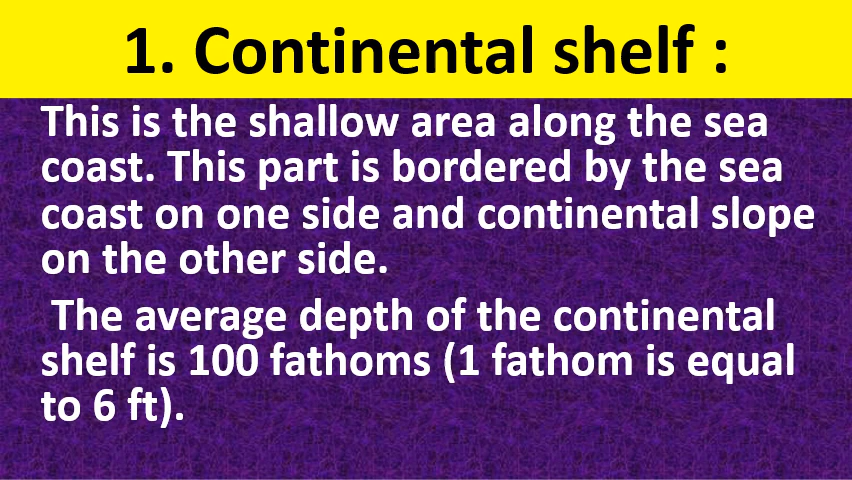 1. Continental shelf :
This is the shallow area along the sea
coast. This part is bordered by the sea
coast on one side and continental slope
on the other side.
The average depth of the continental
shelf is 100 fathoms (1 fathom is equal
to 6 ft).